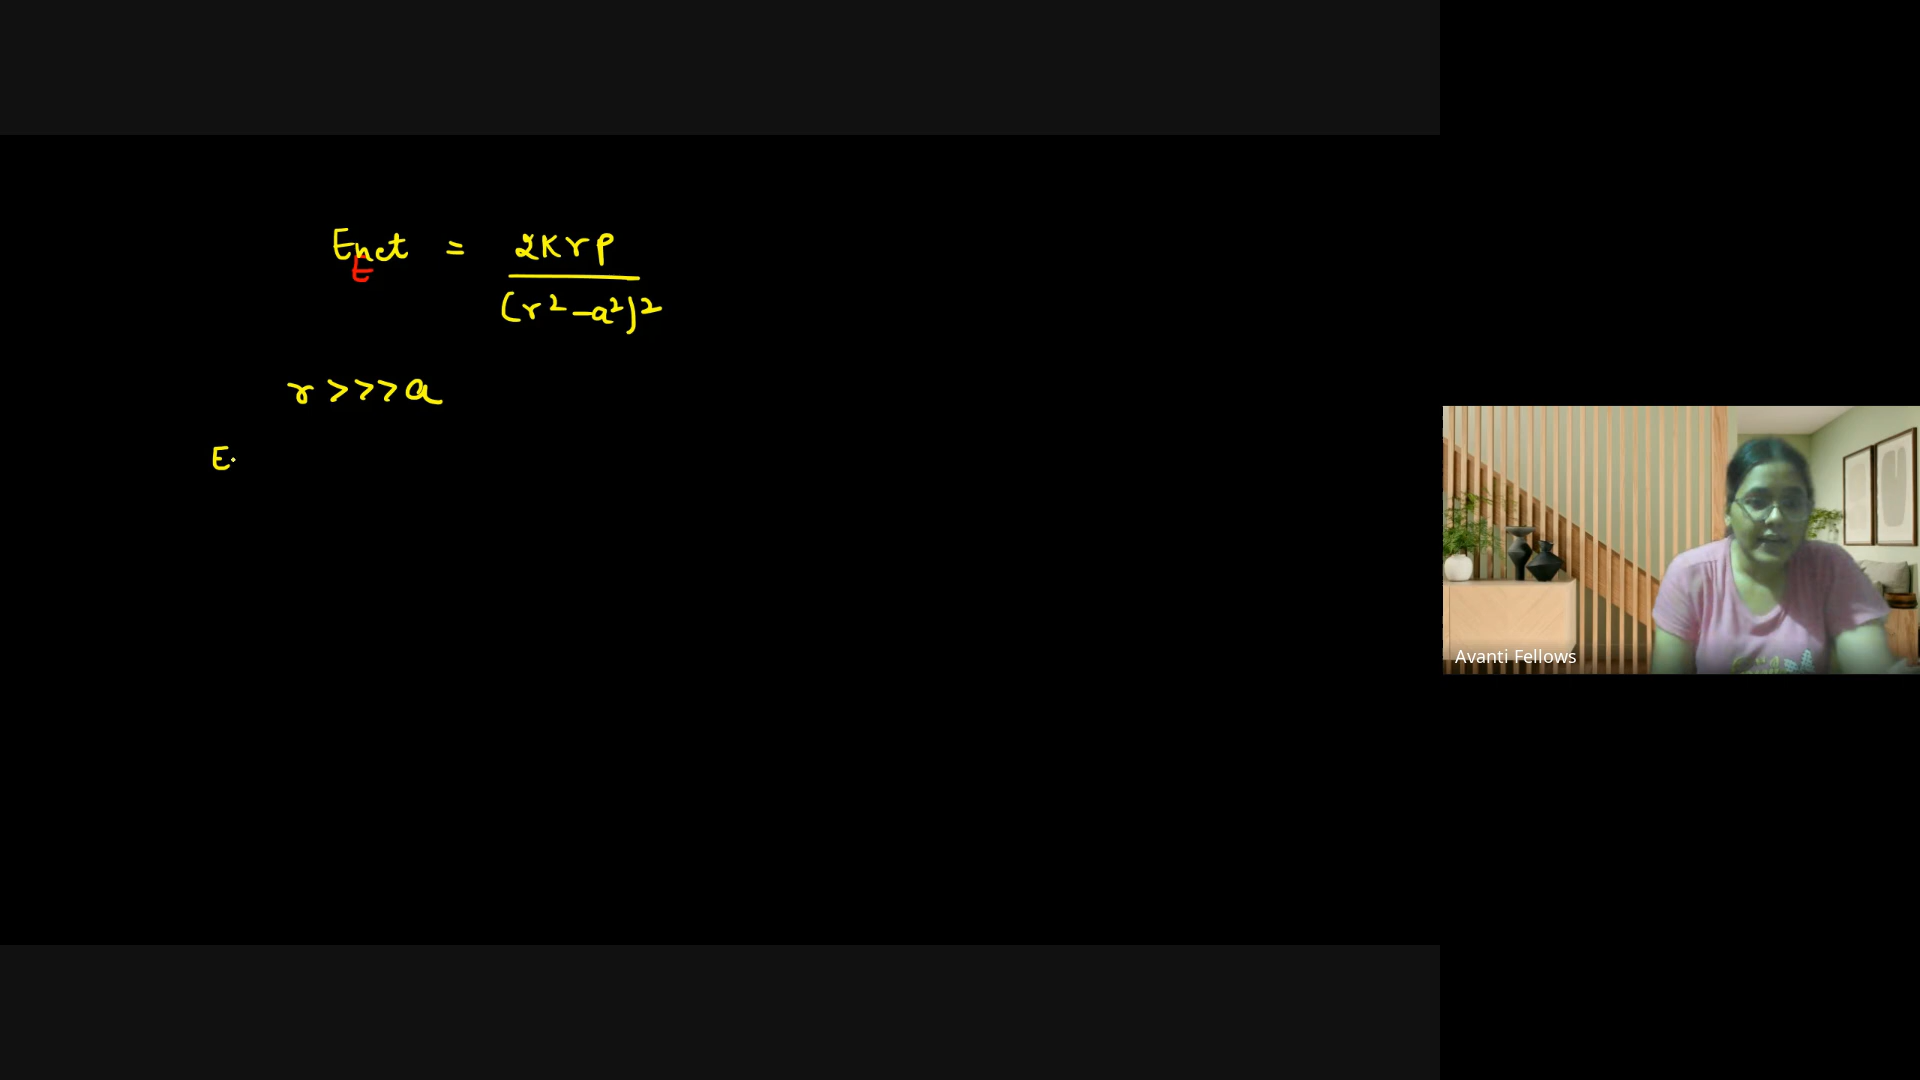 Enet = 2Krp
E
(r² - a²)²
r >>> a
E.
Avanti Fellows